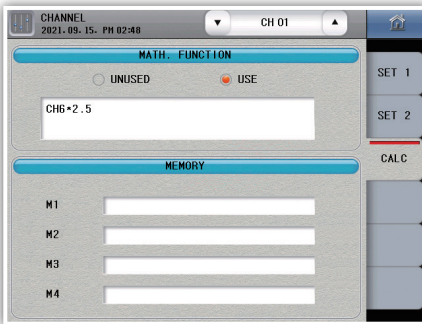 CHANNEL
2021.09.15. PM 02:48
▼ CH 01 ▲
MATH. FUNCTION
UNUSED USE
CH6*2.5
MEMORY
M1
M2
M3
M4
SET 1
SET 2
CALC